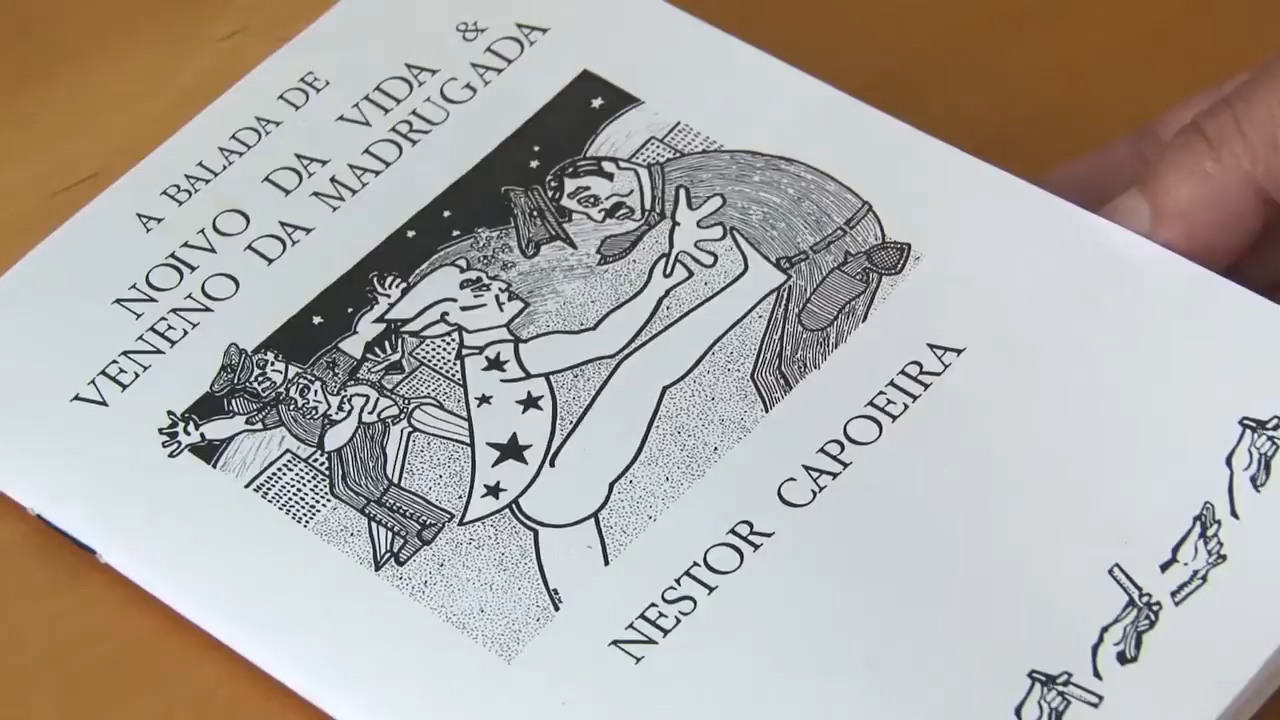 A BALADA DE
NOIVO DA VIDA &
VENENO DA MADRUGADA
NESTOR CAPOEIRA